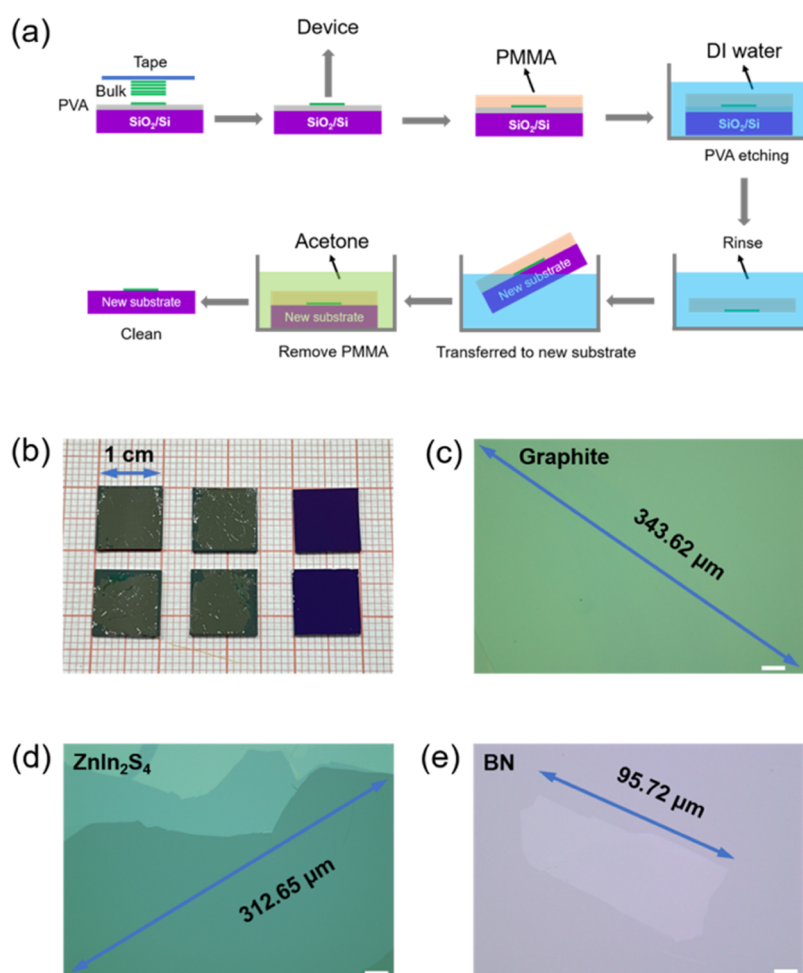 (a)
Tape
Bulk
PVA
SiO₂/Si
Device
SiO₂/Si
PMMA
SiO₂/Si
DI water
SiO₂/Si
PVA etching
Rinse
New substrate
Transferred to new substrate
Acetone
New substrate
Remove PMMA
New substrate
Clean
(b)
1 cm
(c)
Graphite
343.62 µm
(d)
ZnIn₂S₄
312.65 µm
(e)
BN
95.72 µm